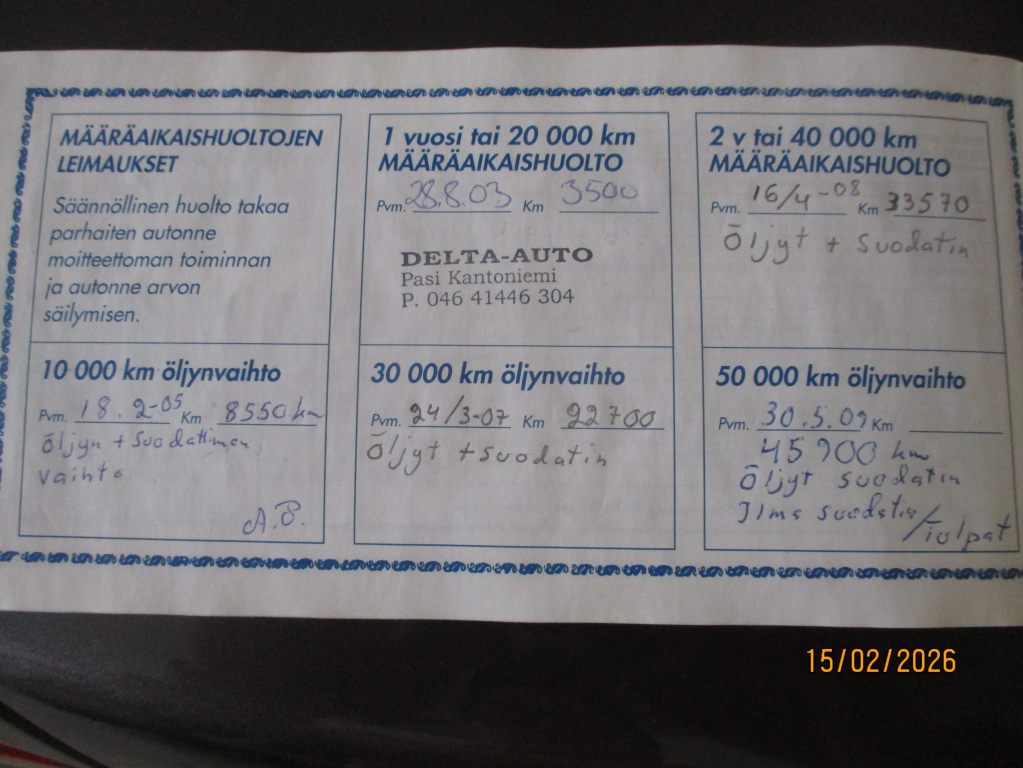 MÄÄRÄAIKAISHUOLTOJEN
LEIMAUKSET
Säännöllinen huolto takaa
parhaiten autonne
moitteettoman toiminnan
ja autonne arvon
säilymisen.
1 vuosi tai 20 000 km
MÄÄRÄAIKAISHUOLTO
Pvm. 28.8.03 Km 3500
DELTA-AUTO
Pasi Kantoniemi
P. 046 41446 304
2 v tai 40 000 km
MÄÄRÄAIKAISHUOLTO
Pvm. 16/4-08 Km 33570
Öljyt + Suodatin
10 000 km öljynvaihto
Pvm. 18.2-05 Km 8550 km
Öljyn + Suodattimen
vaihto
A.P.
30 000 km öljynvaihto
Pvm. 24/3-07 Km 22700
Öljyt + Suodatin
50 000 km öljynvaihto
Pvm. 30.5.09 Km
45900 km
Öljyt suodatin
Ilma suodatin
/Tulpat
15/02/2026